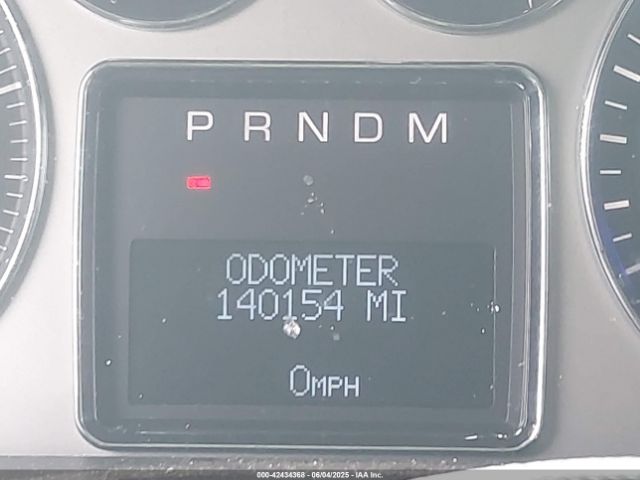 P R N D M
ODOMETER
140154 MI
0MPH
000-42434368 | 06/04/2025 - IAA Inc.